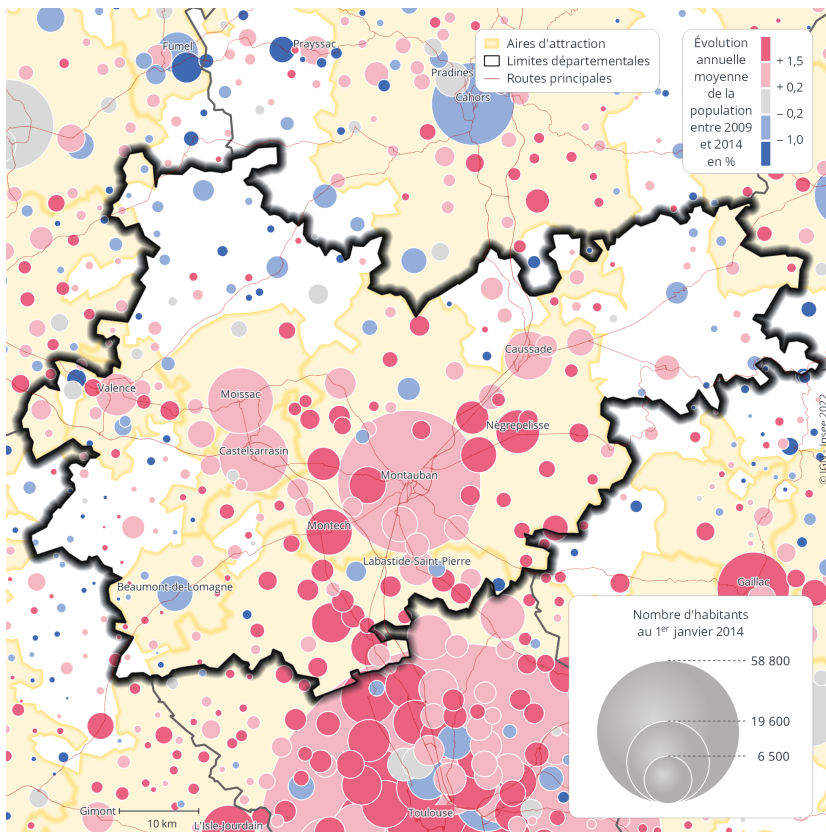 Fumel
Prayssac
Pradines
Cahors
Aires d'attraction
Limites départementales
Routes principales
Évolution
annuelle
moyenne
de la
population
entre 2009
et 2014
en %
+ 1,5
+ 0,2
– 0,2
– 1,0
Caussade
Valence
Moissac
Nègrepelisse
Castelsarrasin
Montauban
Montech
Labastide-Saint-Pierre
Beaumont-de-Lomagne
Gaillac
© IGN - Insee 2022
Nombre d'habitants
au 1er janvier 2014
58 800
19 600
6 500
Gimont
10 km
L'Isle-Jourdain
Toulouse